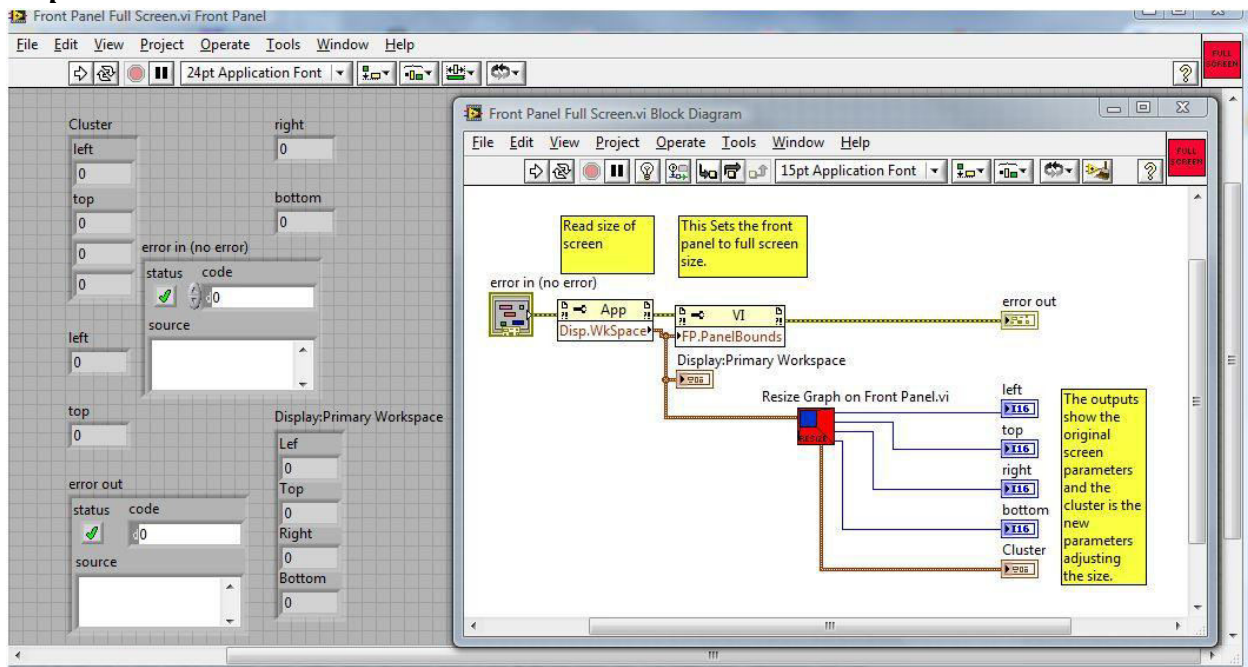 Front Panel Full Screen.vi Front Panel
File Edit View Project Operate Tools Window Help
FULL
SCREEN
24pt Application Font
?
Cluster
left
0
top
0
0
0
right
0
bottom
0
error in (no error)
status code
0
source
left
0
top
0
error out
status code
0
source
Display:Primary Workspace
Lef
0
Top
0
Right
0
Bottom
0
Front Panel Full Screen.vi Block Diagram
File Edit View Project Operate Tools Window Help
FULL
SCREEN
15pt Application Font
?
Read size of
screen
This Sets the front
panel to full screen
size.
error in (no error)
App
Disp.WkSpace
VI
FP.PanelBounds
error out
Display:Primary Workspace
Resize Graph on Front Panel.vi
RESIZE
left
I16
top
I16
right
I16
bottom
I16
Cluster
The outputs
show the
original
screen
parameters
and the
cluster is the
new
parameters
adjusting
the size.